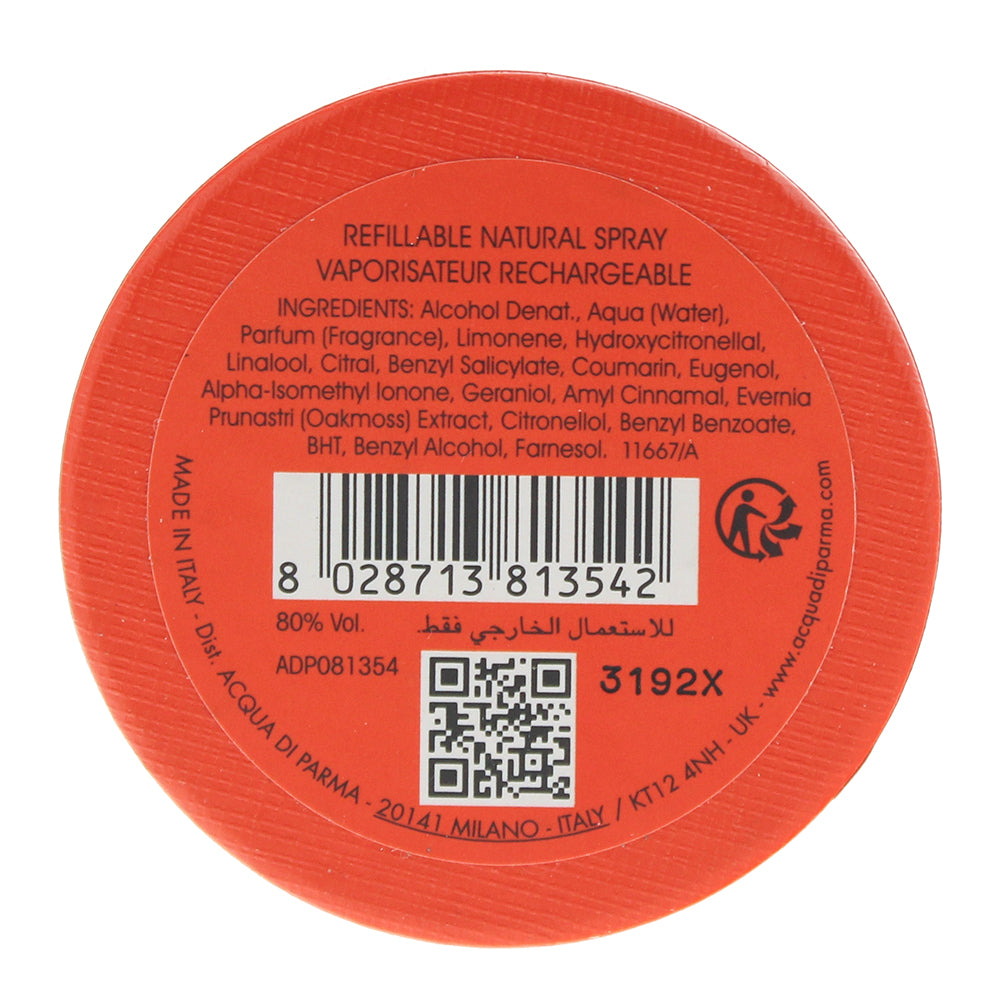 REFILLABLE NATURAL SPRAY
VAPORISATEUR RECHARGEABLE
INGREDIENTS: Alcohol Denat., Aqua (Water),
Parfum (Fragrance), Limonene, Hydroxycitronellal,
Linalool, Citral, Benzyl Salicylate, Coumarin, Eugenol,
Alpha-Isomethyl Ionone, Geraniol, Amyl Cinnamal, Evernia
Prunastri (Oakmoss) Extract, Citronellol, Benzyl Benzoate,
BHT, Benzyl Alcohol, Farnesol. 11667/A
8 028713 813542
80% Vol. للاستعمال الخارجي فقط.
ADP081354
3192X
MADE IN ITALY - Dist. ACQUA DI PARMA - 20141 MILANO - ITALY / KT12 4NH - UK - www.acquadiparma.com